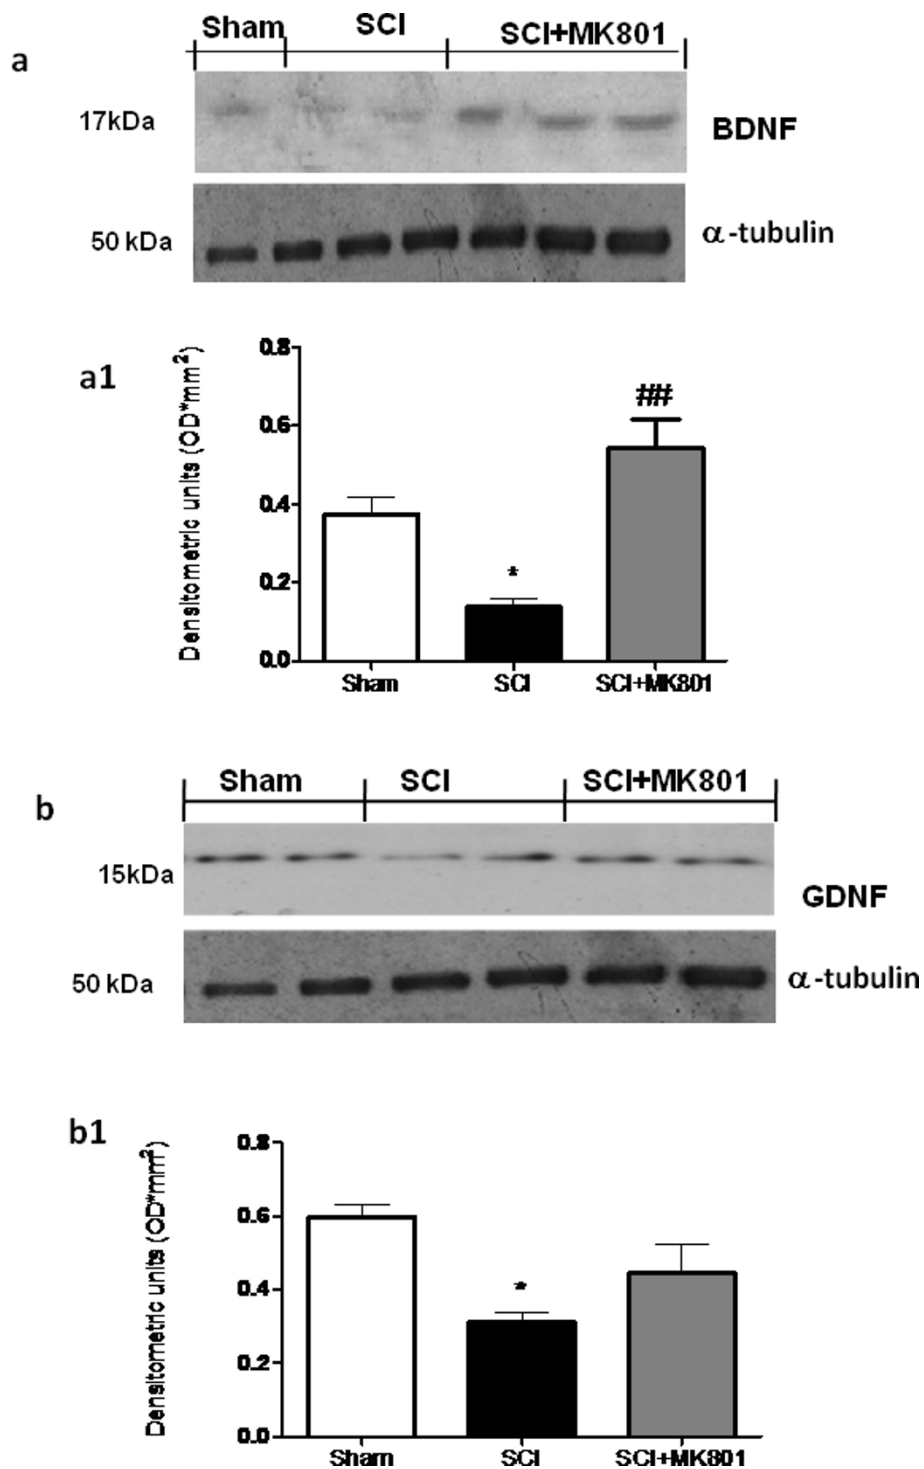 Sham SCI SCI+MK801
a
17kDa BDNF
50 kDa α-tubulin
a1
Densitometric units (OD*mm²)
0.8
0.6
0.4
0.2
0.0
##
*
Sham SCI SCI+MK801
Sham SCI SCI+MK801
b
15kDa GDNF
50 kDa α-tubulin
b1
Densitometric units (OD*mm²)
0.8
0.6
0.4
0.2
0.0
*
Sham SCI SCI+MK801